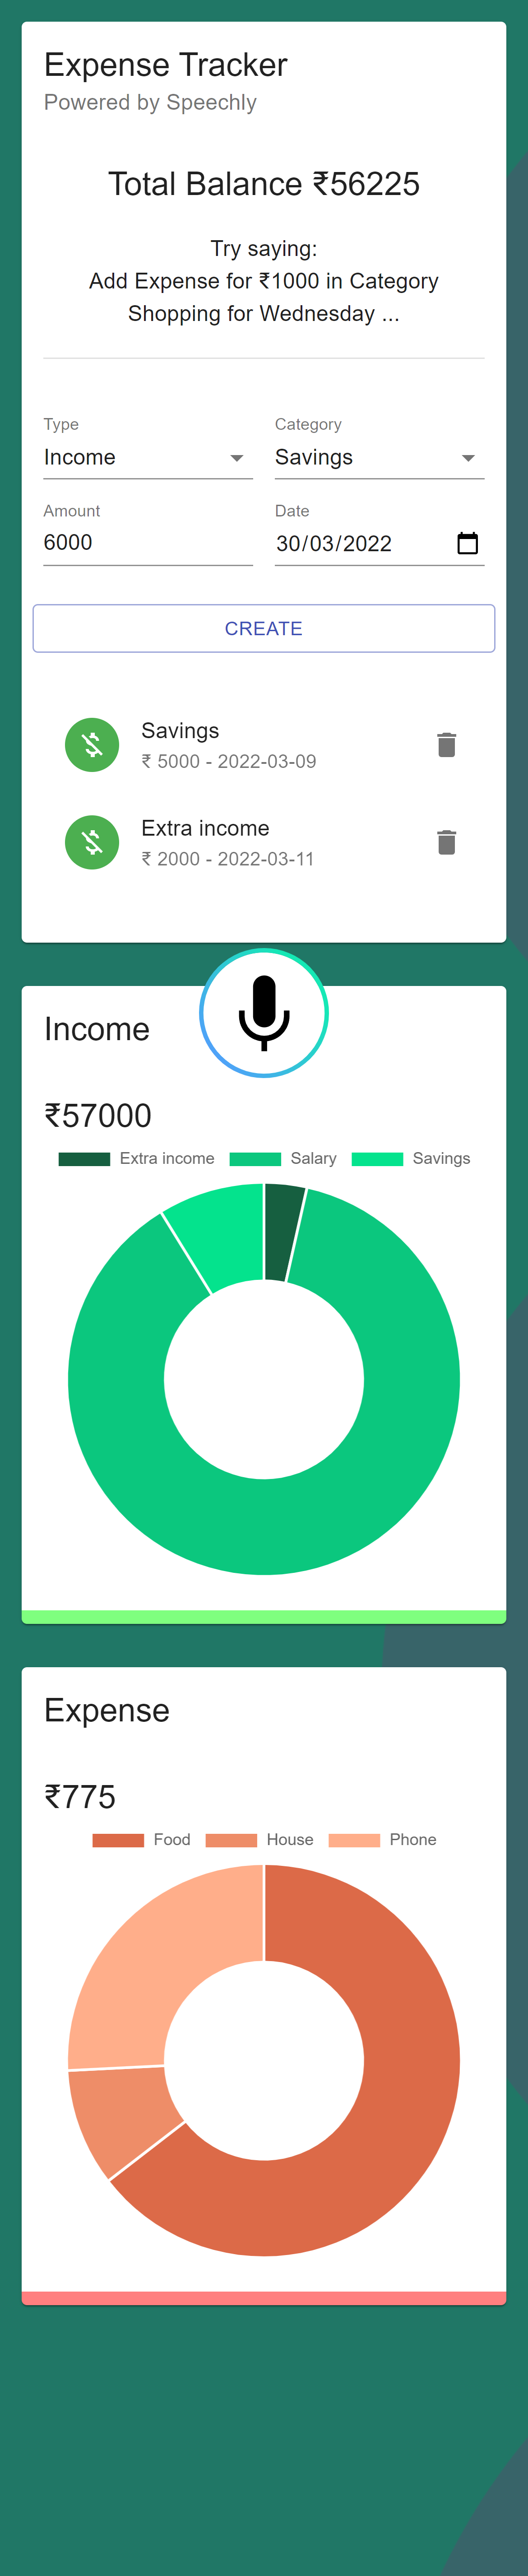 Expense Tracker
Powered by Speechly
Total Balance ₹56225
Try saying:
Add Expense for ₹1000 in Category
Shopping for Wednesday ...
Type
Category
Income
Savings
Amount
Date
6000
30/03/2022
CREATE
Savings
₹ 5000 - 2022-03-09
Extra income
₹ 2000 - 2022-03-11
Income
₹57000
Extra income Salary Savings
Expense
₹775
Food House Phone